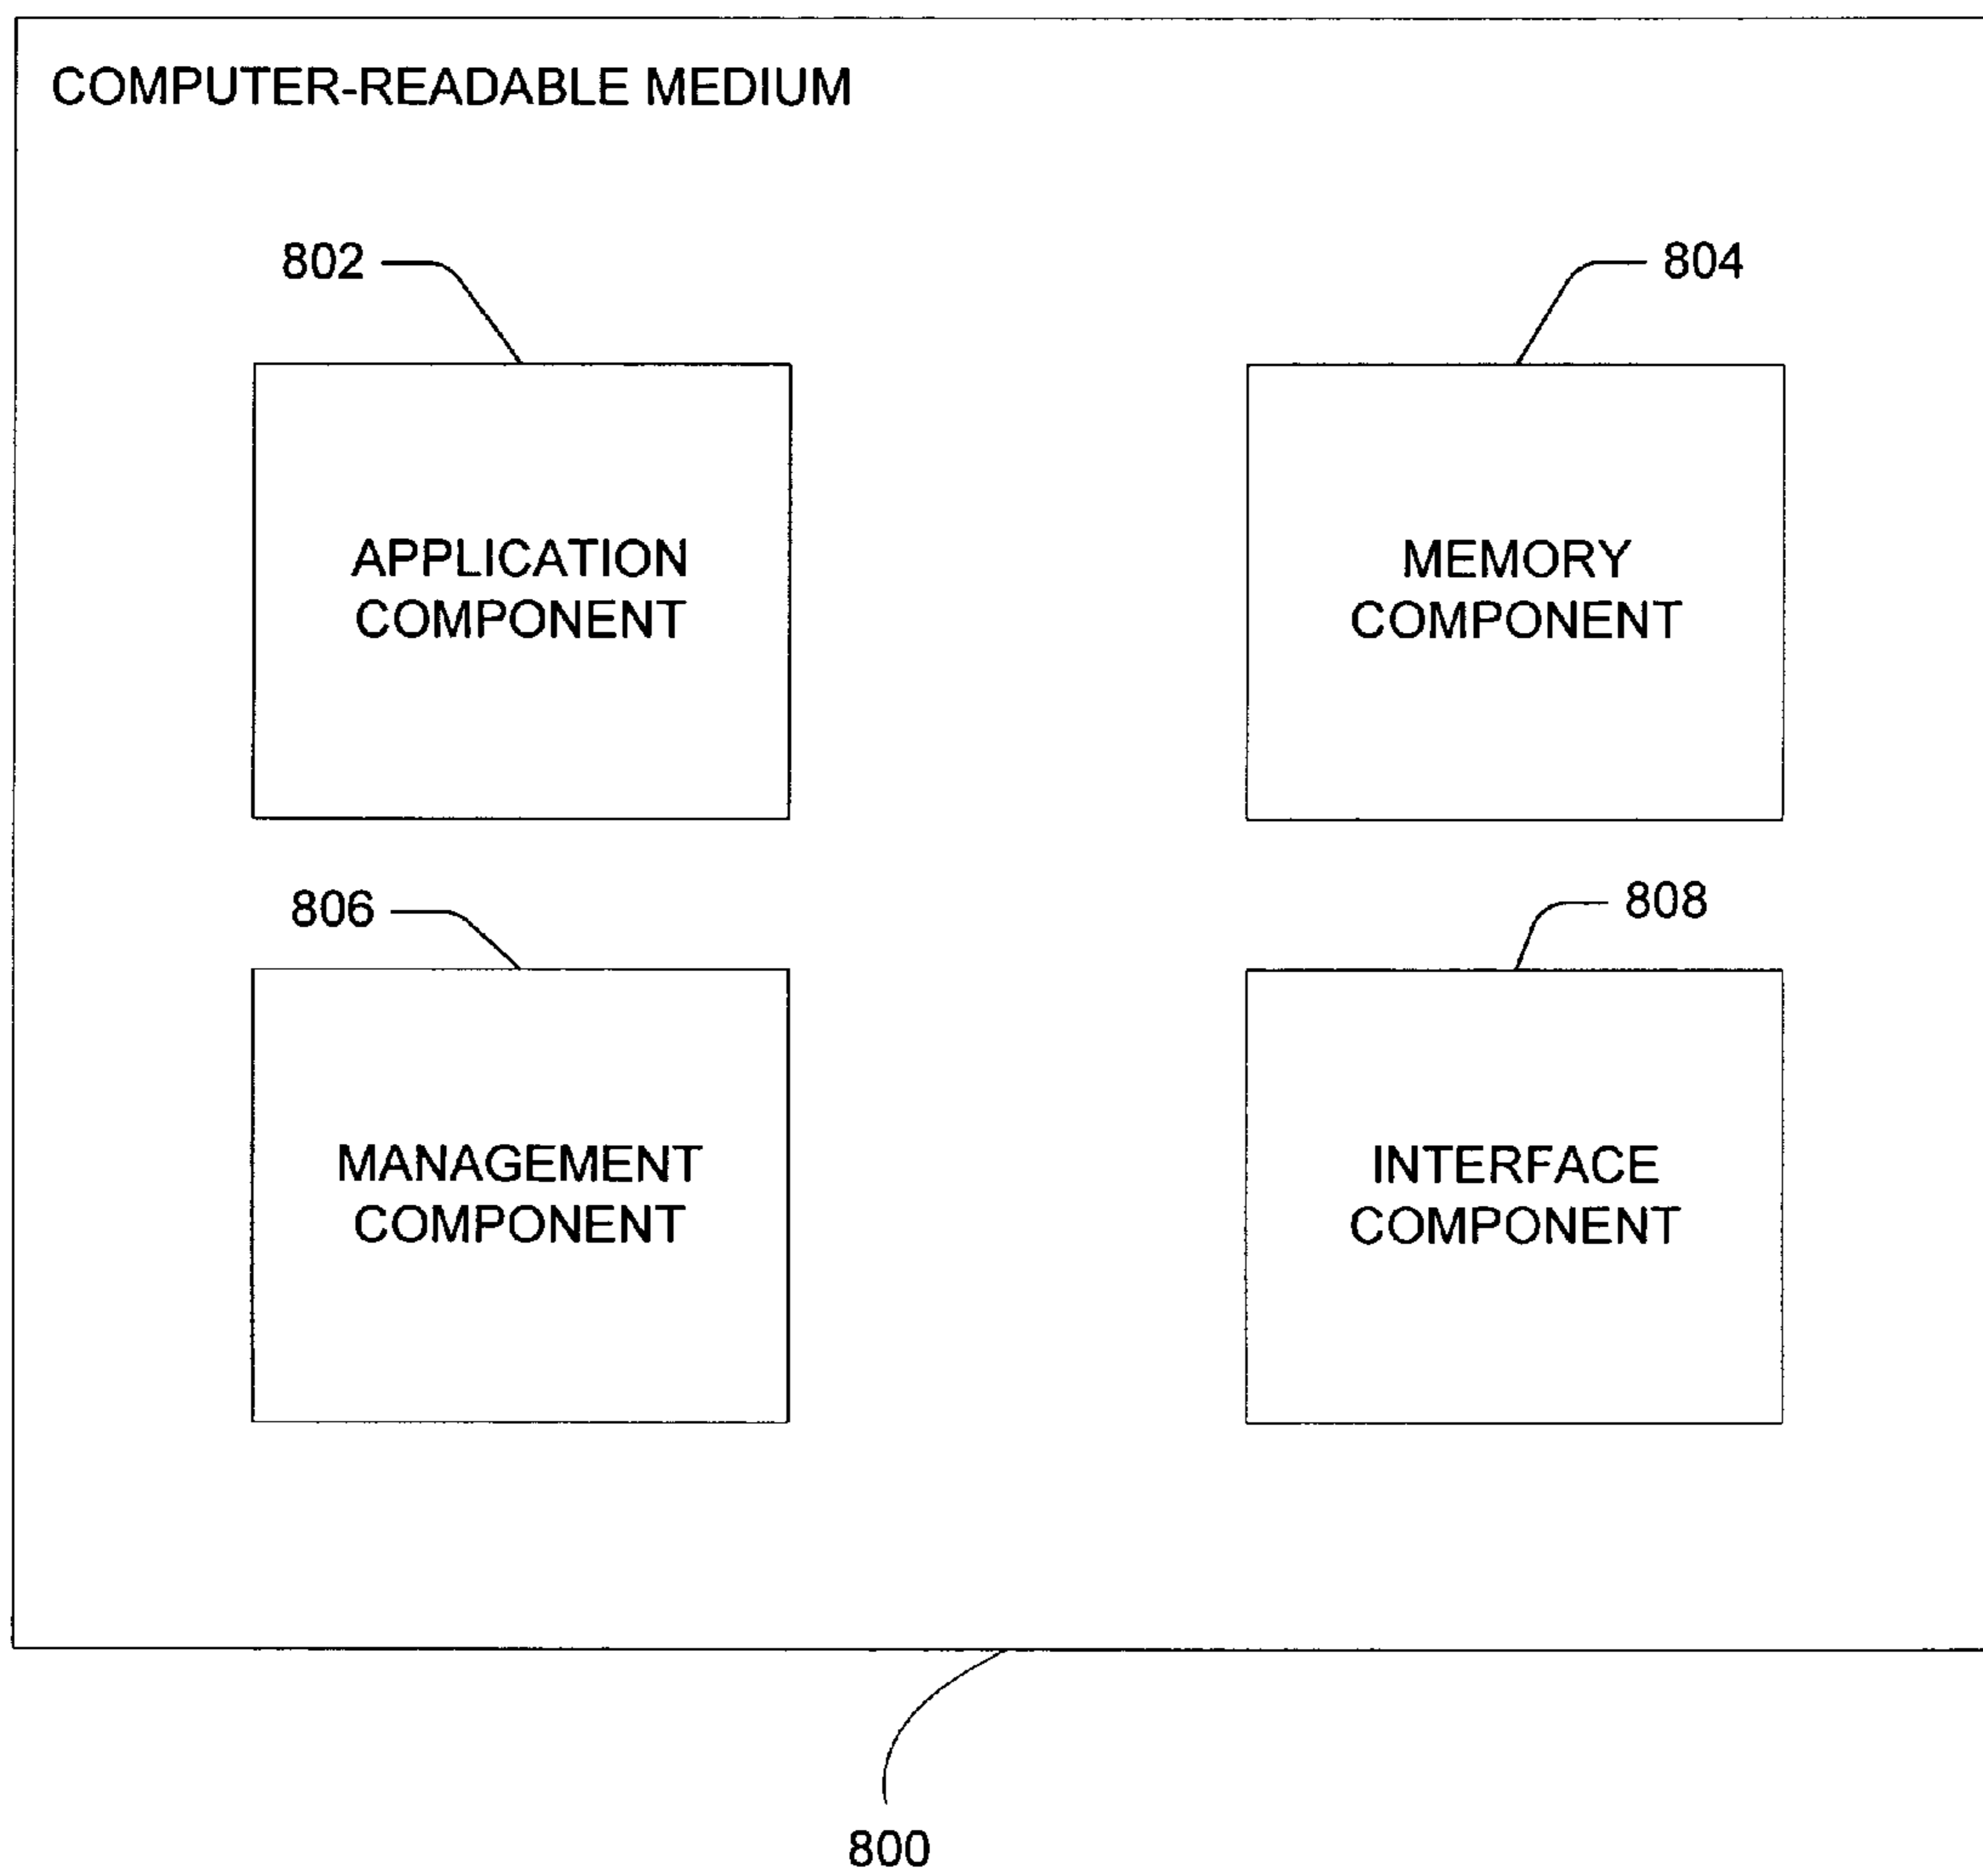 COMPUTER-READABLE MEDIUM
802
804
APPLICATION
COMPONENT
MEMORY
COMPONENT
806
808
MANAGEMENT
COMPONENT
INTERFACE
COMPONENT
800